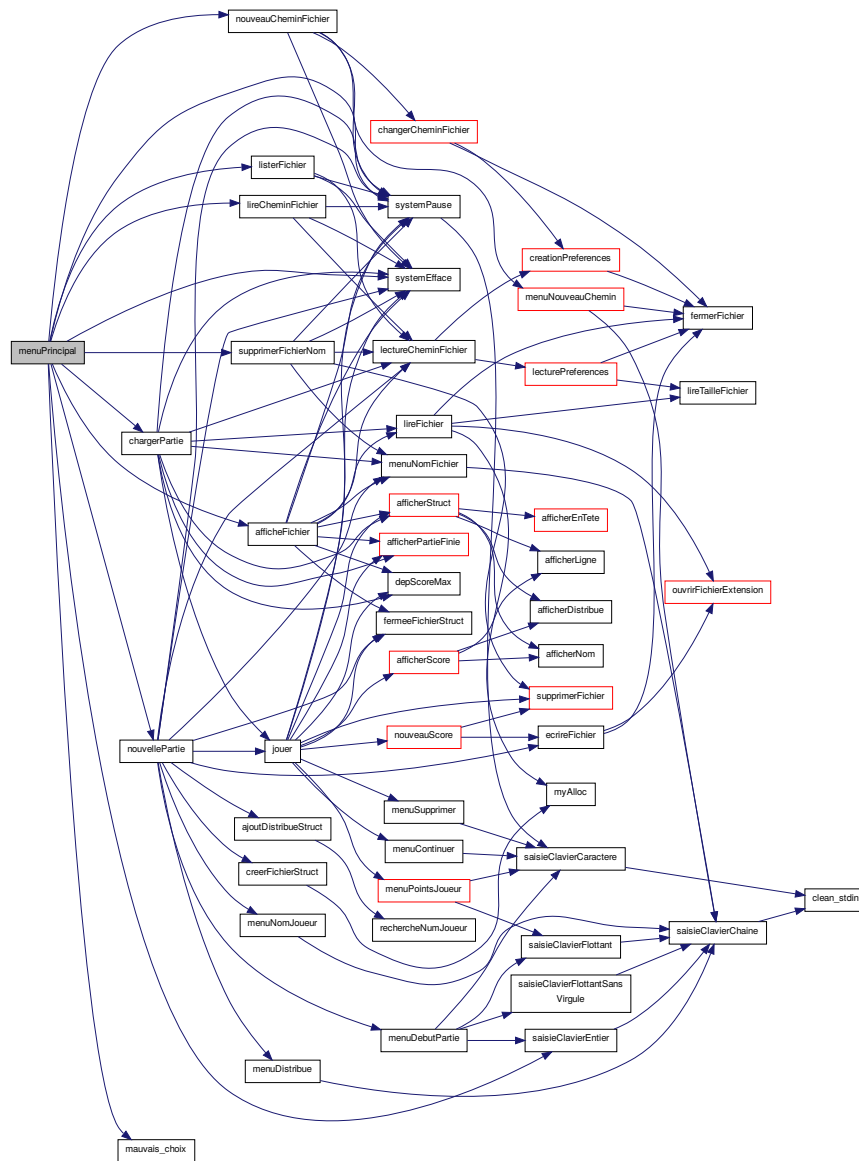 nouveauCheminFichier
changerCheminFichier
listerFichier
lireCheminFichier
systemPause
systemEfface
creationPreferences
menuNouveauChemin
fermerFichier
menuPrincipal
supprimerFichierNom
lectureCheminFichier
lecturePreferences
lireTailleFichier
chargerPartie
lireFichier
menuNomFichier
afficherStruct
afficherEnTete
afficheFichier
afficherPartieFinie
afficherLigne
depScoreMax
ouvrirFichierExtension
afficherDistribue
fermeeFichierStruct
afficherScore
afficherNom
supprimerFichier
nouvellePartie
jouer
nouveauScore
ecrireFichier
myAlloc
menuSupprimer
ajoutDistribueStruct
menuContinuer
saisieClavierCaractere
creerFichierStruct
menuPointsJoueur
clean_stdin
menuNomJoueur
rechercheNumJoueur
saisieClavierFlottant
saisieClavierChaine
saisieClavierFlottantSans
Virgule
menuDebutPartie
saisieClavierEntier
menuDistribue
mauvais_choix